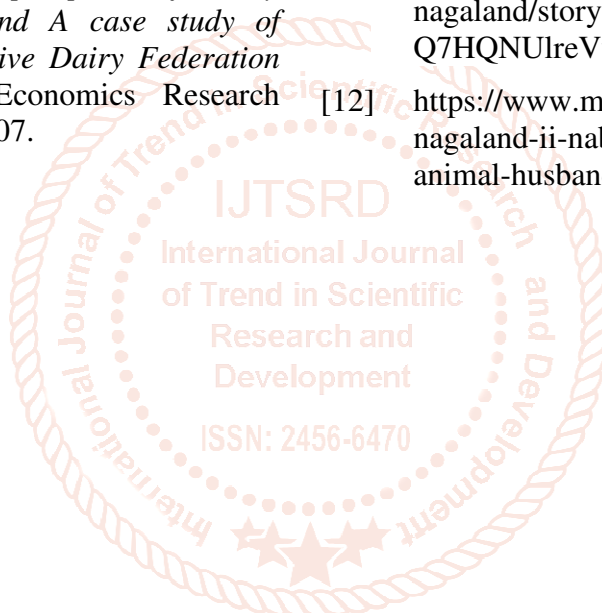 nd A case study of
ive Dairy Federation
Economics Research
07.
nagaland/story
Q7HQNUlreV
[12] https://www.m
nagaland-ii-nab
animal-husban
International Journal of Trend in Scientific Research and Development
IJTSRD
International Journal
of Trend in Scientific
Research and
Development
ISSN: 2456-6470